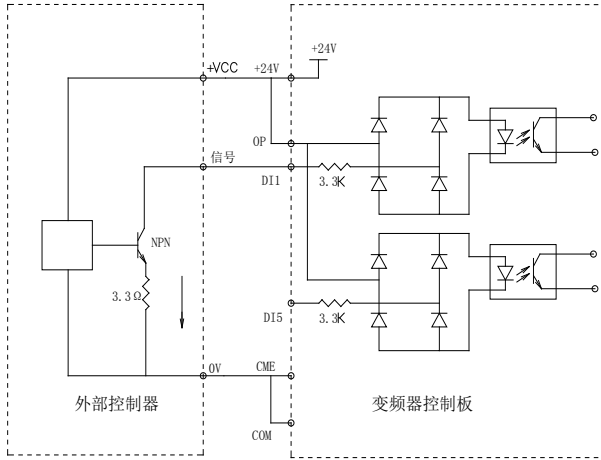 +24V
+VCC
+24V
OP
信号
DI1
3.3K
NPN
3.3Ω
DI5
3.3K
0V
CME
外部控制器
变频器控制板
COM